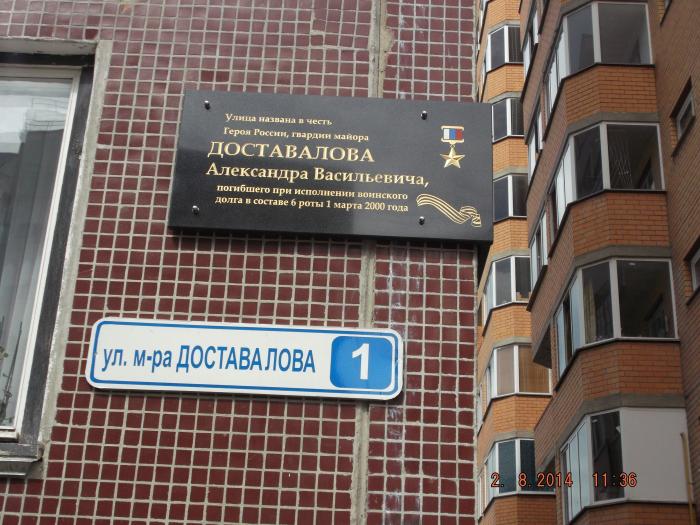 Улица названа в честь
Героя России, гвардии майора
ДОСТАВАЛОВА
Александра Васильевича,
погибшего при исполнении воинского
долга в составе 6 роты 1 марта 2000 года
ул. м-ра ДОСТАВАЛОВА 1
2. 8.2014 11:36